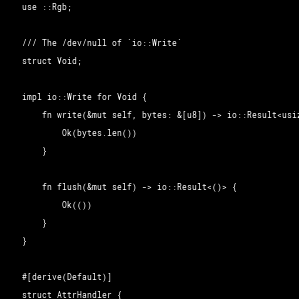 use ::Rgb;

/// The /dev/null of `io::Write`
struct Void;

impl io::Write for Void {
    fn write(&mut self, bytes: &[u8]) -> io::Result<usiz
        Ok(bytes.len())
    }

    fn flush(&mut self) -> io::Result<()> {
        Ok(())
    }
}

#[derive(Default)]
struct AttrHandler {